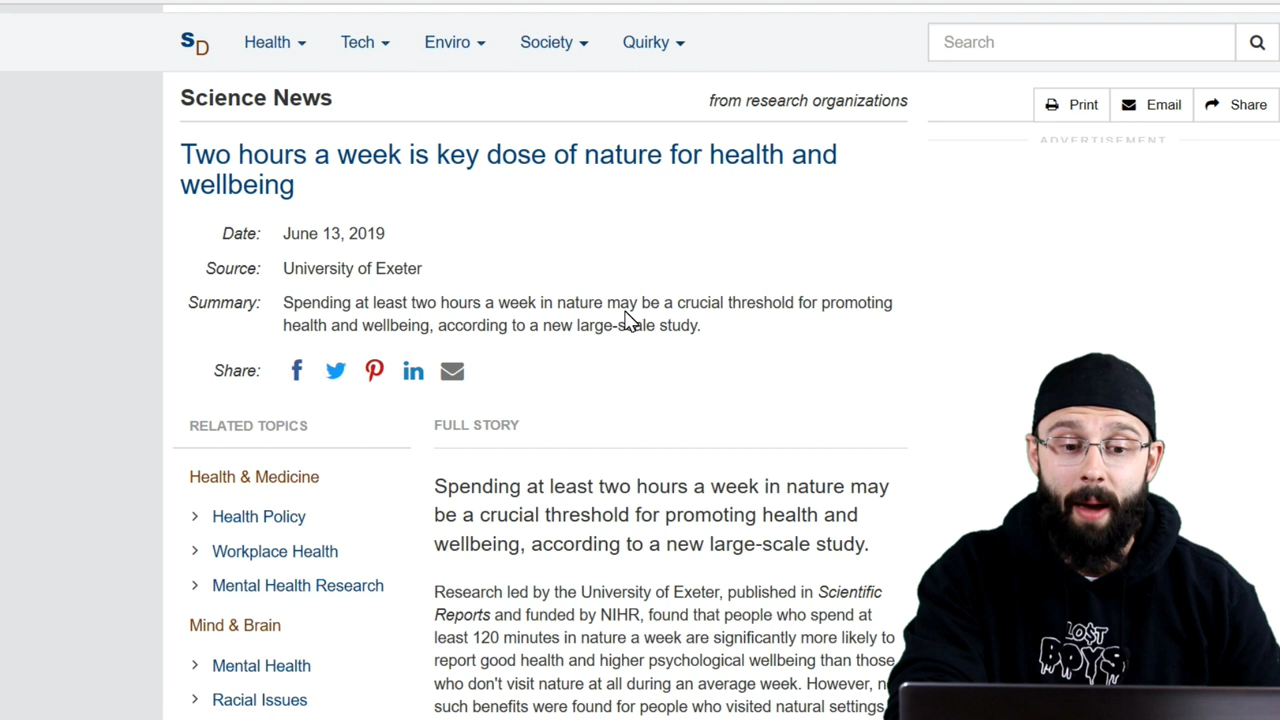 SD
Health
Tech
Enviro
Society
Quirky
Search
Science News
from research organizations
Print
Email
Share
ADVERTISEMENT
Two hours a week is key dose of nature for health and
wellbeing
Date: June 13, 2019
Source: University of Exeter
Summary: Spending at least two hours a week in nature may be a crucial threshold for promoting
health and wellbeing, according to a new large-scale study.
Share:
RELATED TOPICS
Health & Medicine
Health Policy
Workplace Health
Mental Health Research
Mind & Brain
Mental Health
Racial Issues
FULL STORY
Spending at least two hours a week in nature may
be a crucial threshold for promoting health and
wellbeing, according to a new large-scale study.
Research led by the University of Exeter, published in Scientific
Reports and funded by NIHR, found that people who spend at
least 120 minutes in nature a week are significantly more likely to
report good health and higher psychological wellbeing than those
who don't visit nature at all during an average week. However,
such benefits were found for people who visited natural settings
LO$T
BOYS